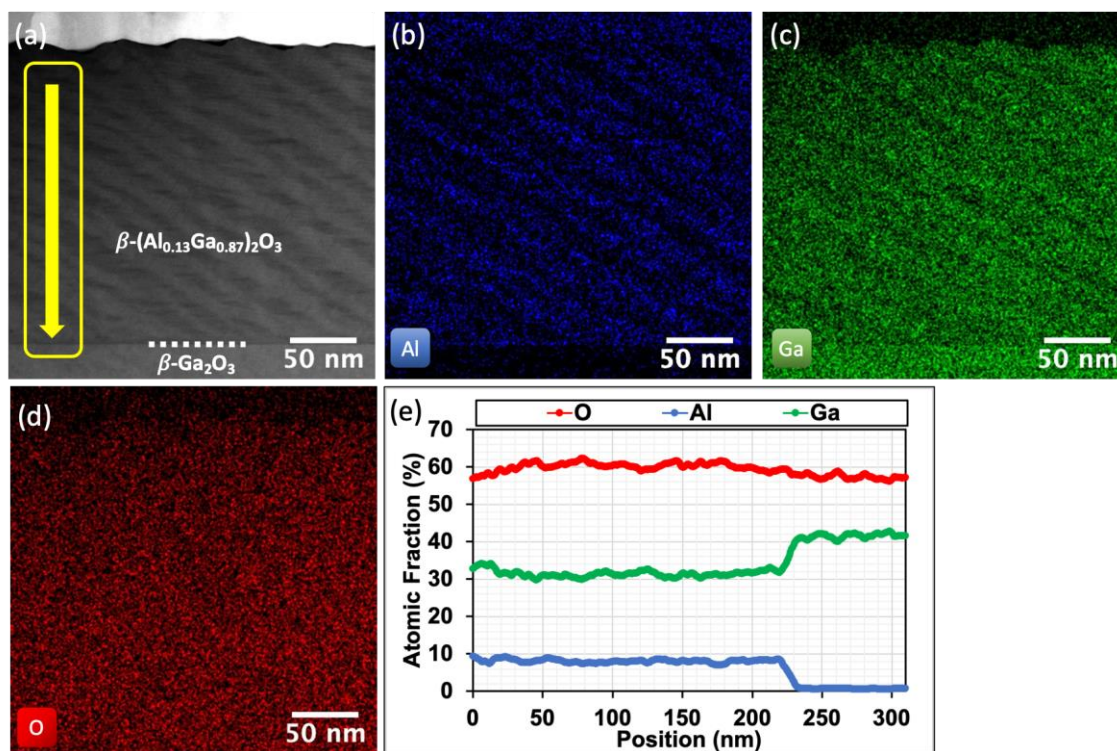 (a)
β-(Al0.13Ga0.87)2O3
β-Ga2O3
50 nm
(b)
Al
50 nm
(c)
Ga
50 nm
(d)
O
50 nm
(e)
O Al Ga
Atomic Fraction (%)
70
60
50
40
30
20
10
0
0 50 100 150 200 250 300
Position (nm)